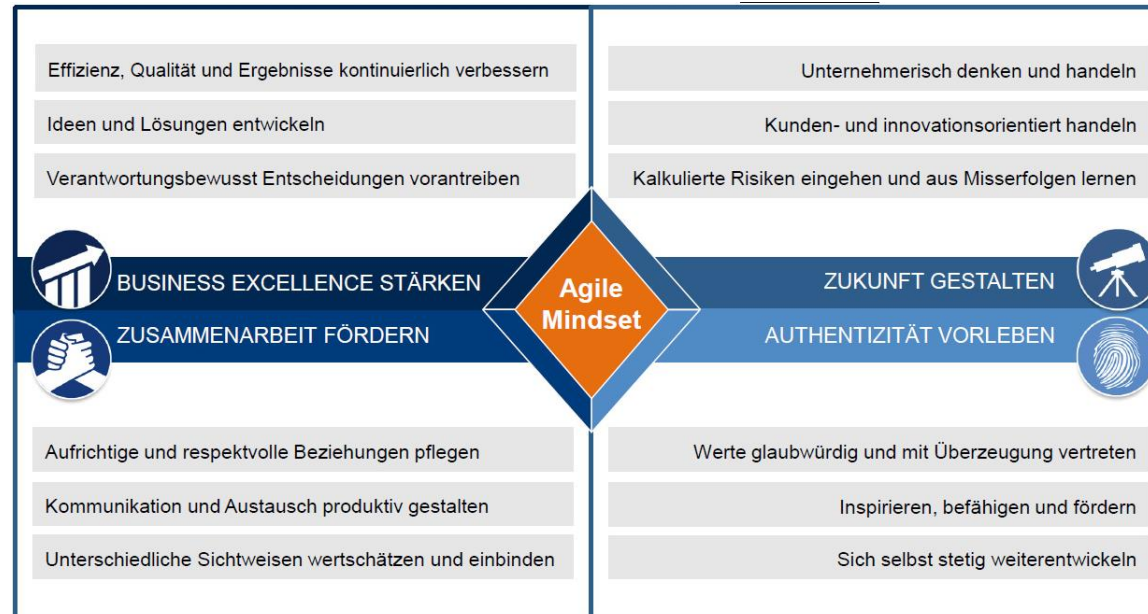 Effizienz, Qualität und Ergebnisse kontinuierlich verbessern
Ideen und Lösungen entwickeln
Verantwortungsbewusst Entscheidungen vorantreiben
Unternehmerisch denken und handeln
Kunden- und innovationsorientiert handeln
Kalkulierte Risiken eingehen und aus Misserfolgen lernen
BUSINESS EXCELLENCE STÄRKEN
ZUSAMMENARBEIT FÖRDERN
Agile
Mindset
ZUKUNFT GESTALTEN
AUTHENTIZITÄT VORLEBEN
Aufrichtige und respektvolle Beziehungen pflegen
Kommunikation und Austausch produktiv gestalten
Unterschiedliche Sichtweisen wertschätzen und einbinden
Werte glaubwürdig und mit Überzeugung vertreten
Inspirieren, befähigen und fördern
Sich selbst stetig weiterentwickeln